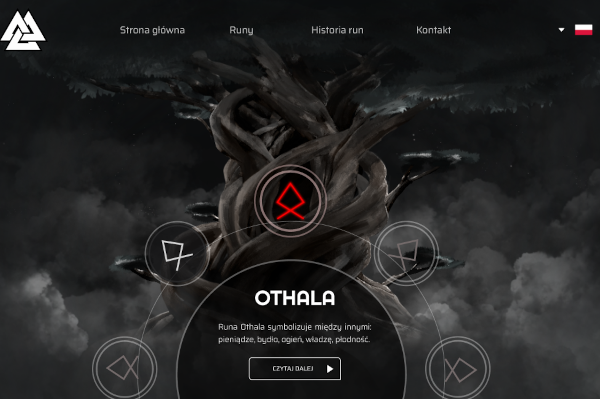 Strona główna Runy Historia run Kontakt
OTHALA
Runa Othala symbolizuje między innymi:
pieniądze, bydło, ogień, władzę, płodność.
CZYTAJ DALEJ